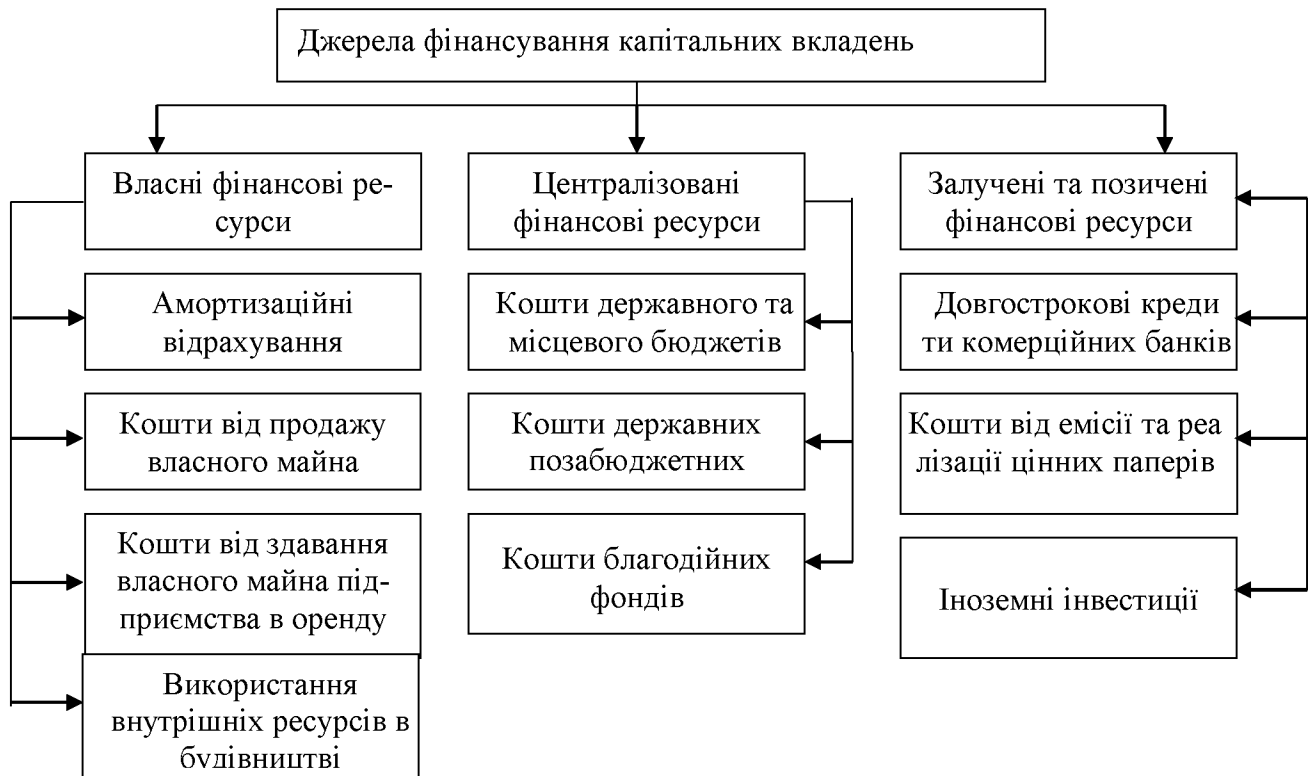 Джерела фінансування капітальних вкладень
Власні фінансові ре-
сурси
Централізовані
фінансові ресурси
Залучені та позичені
фінансові ресурси
Амортизаційні
відрахування
Кошти державного та
місцевого бюджетів
Довгострокові креди
ти комерційних банків
Кошти від продажу
власного майна
Кошти державних
позабюджетних
Кошти від емісії та реа
лізації цінних паперів
Кошти від здавання
власного майна під-
приємства в оренду
Кошти благодійних
фондів
Іноземні інвестиції
Використання
внутрішніх ресурсів в
будівництві